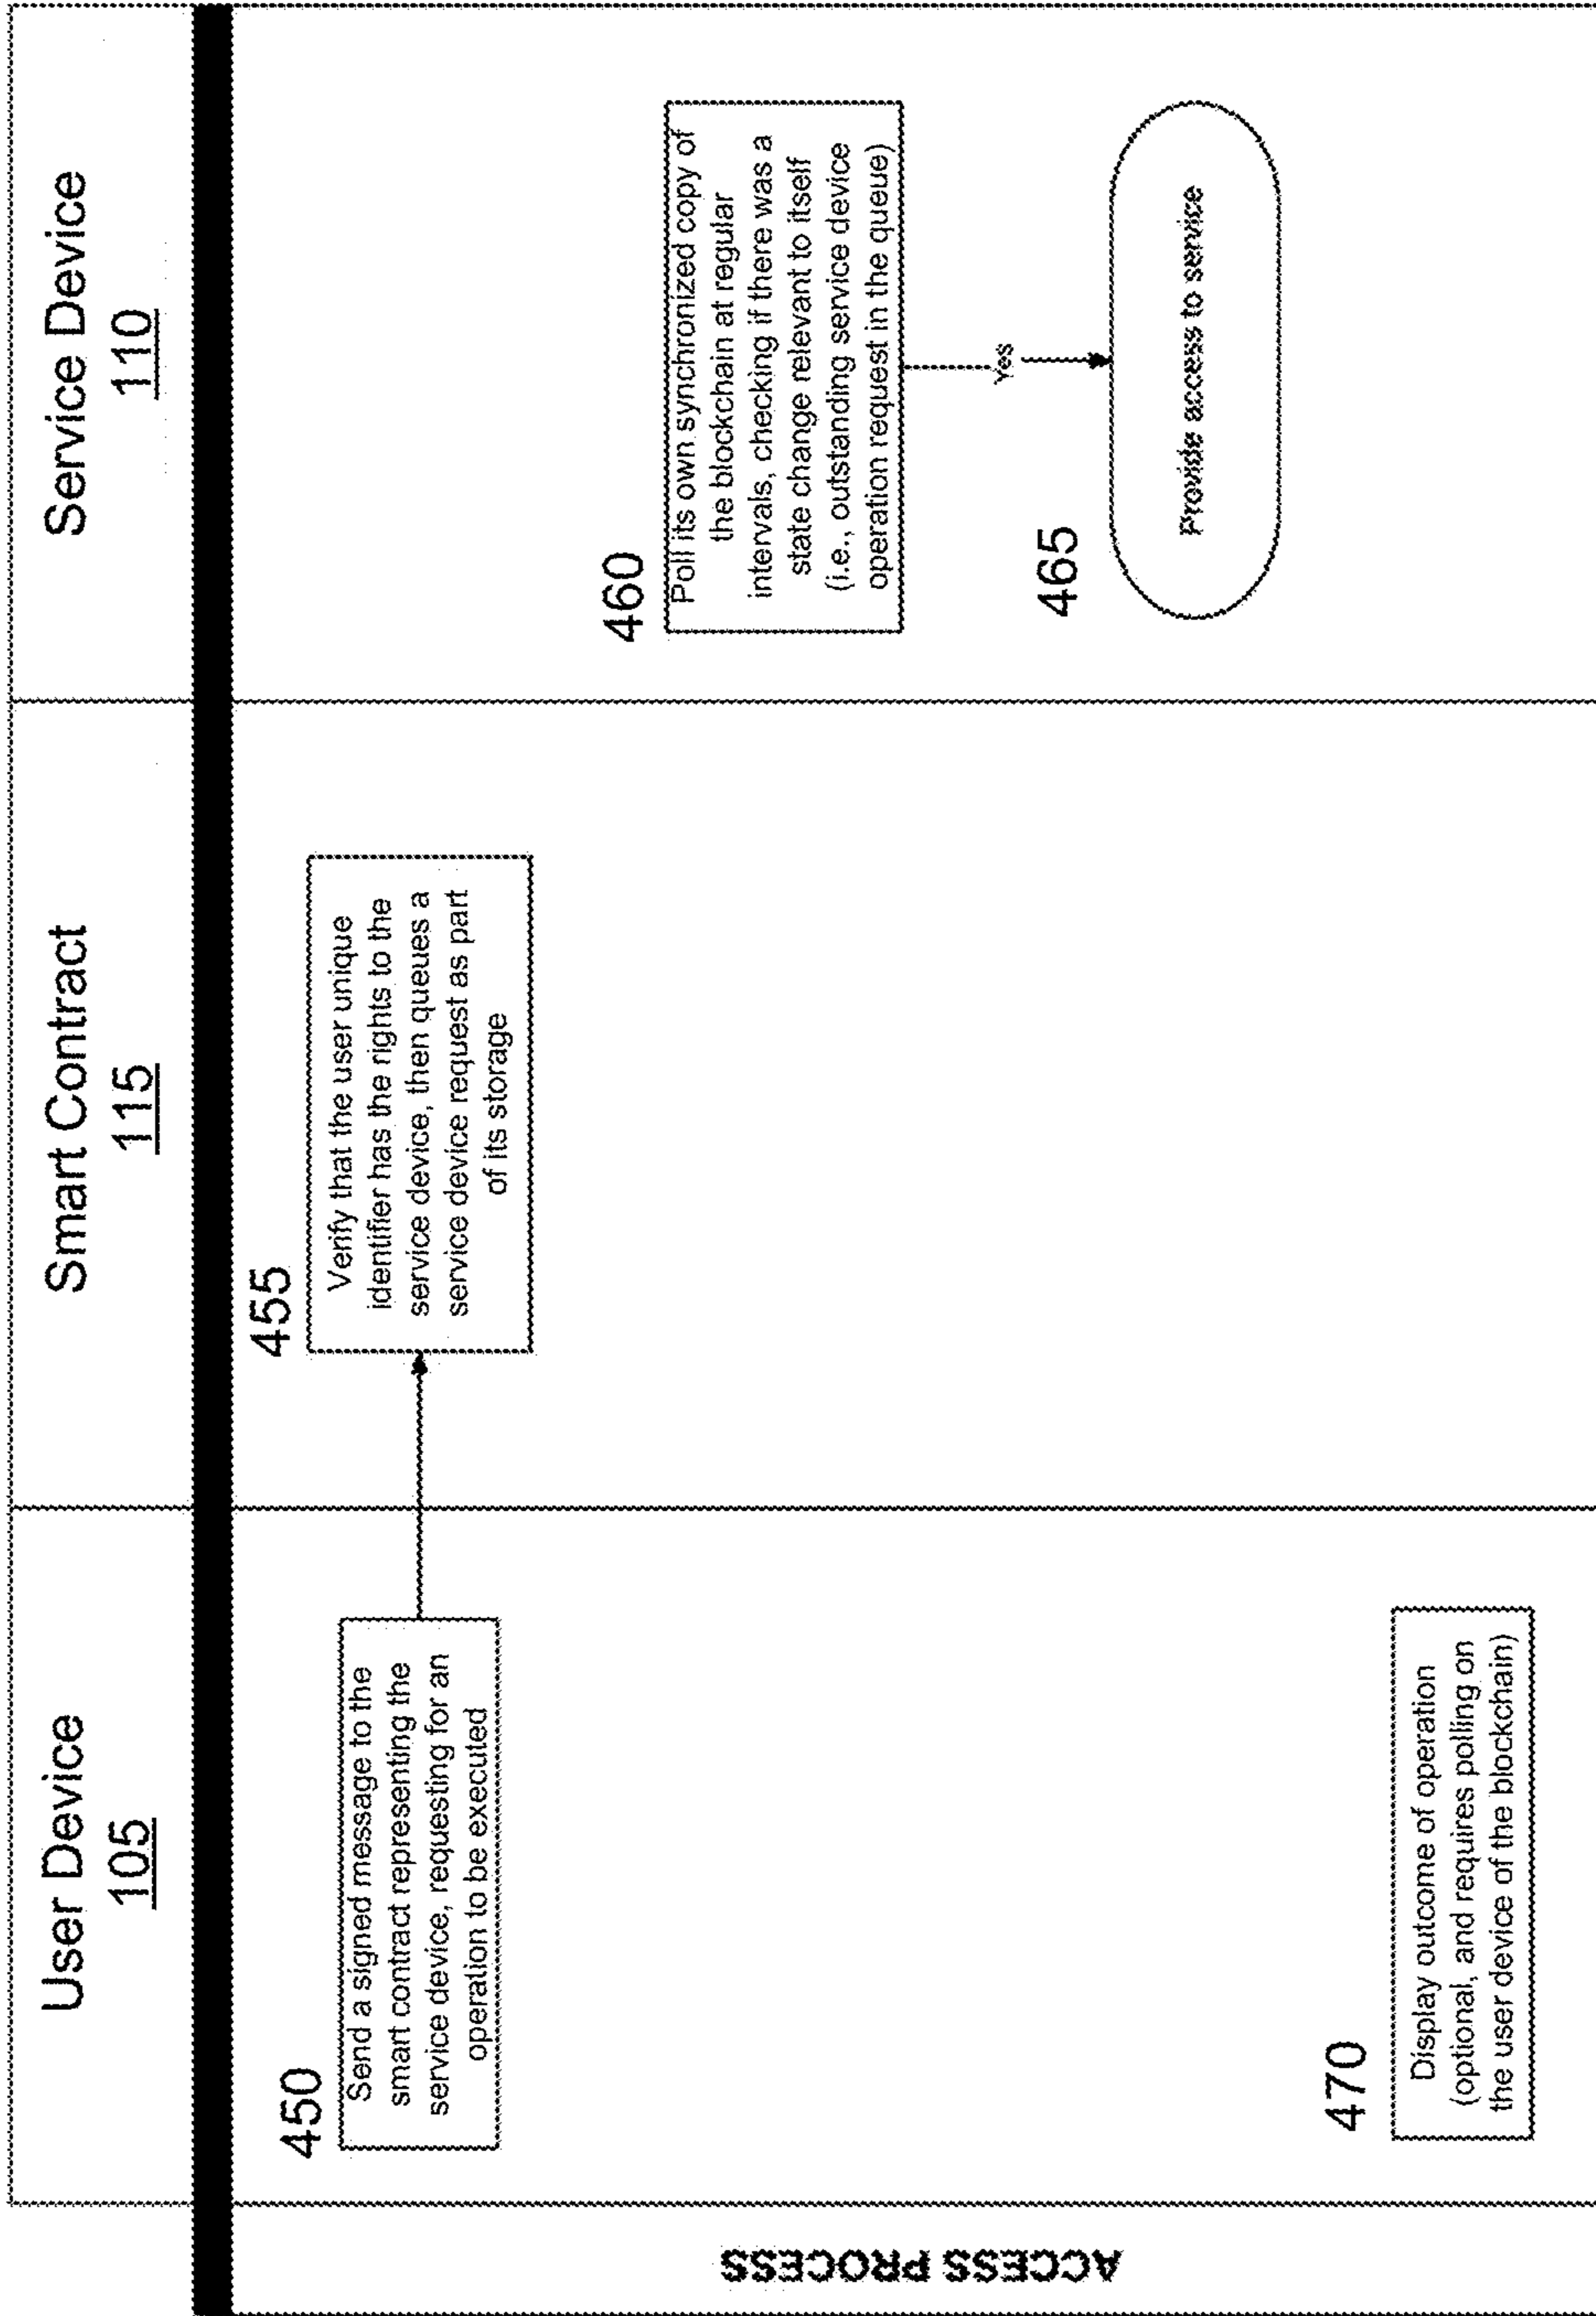 User Device
105
Smart Contract
115
Service Device
110
ACCESS PROCESS
450
Send a signed message to the
smart contract representing the
service device, requesting for an
operation to be executed
455
Verify that the user unique
identifier has the rights to the
service device, then queues a
service device request as part
of its storage
460
Poll its own synchronized copy of
the blockchain at regular
intervals, checking if there was a
state change relevant to itself
(i.e., outstanding service device
operation request in the queue)
Yes
465
Provide access to service
470
Display outcome of operation
(optional, and requires polling on
the user device of the blockchain)